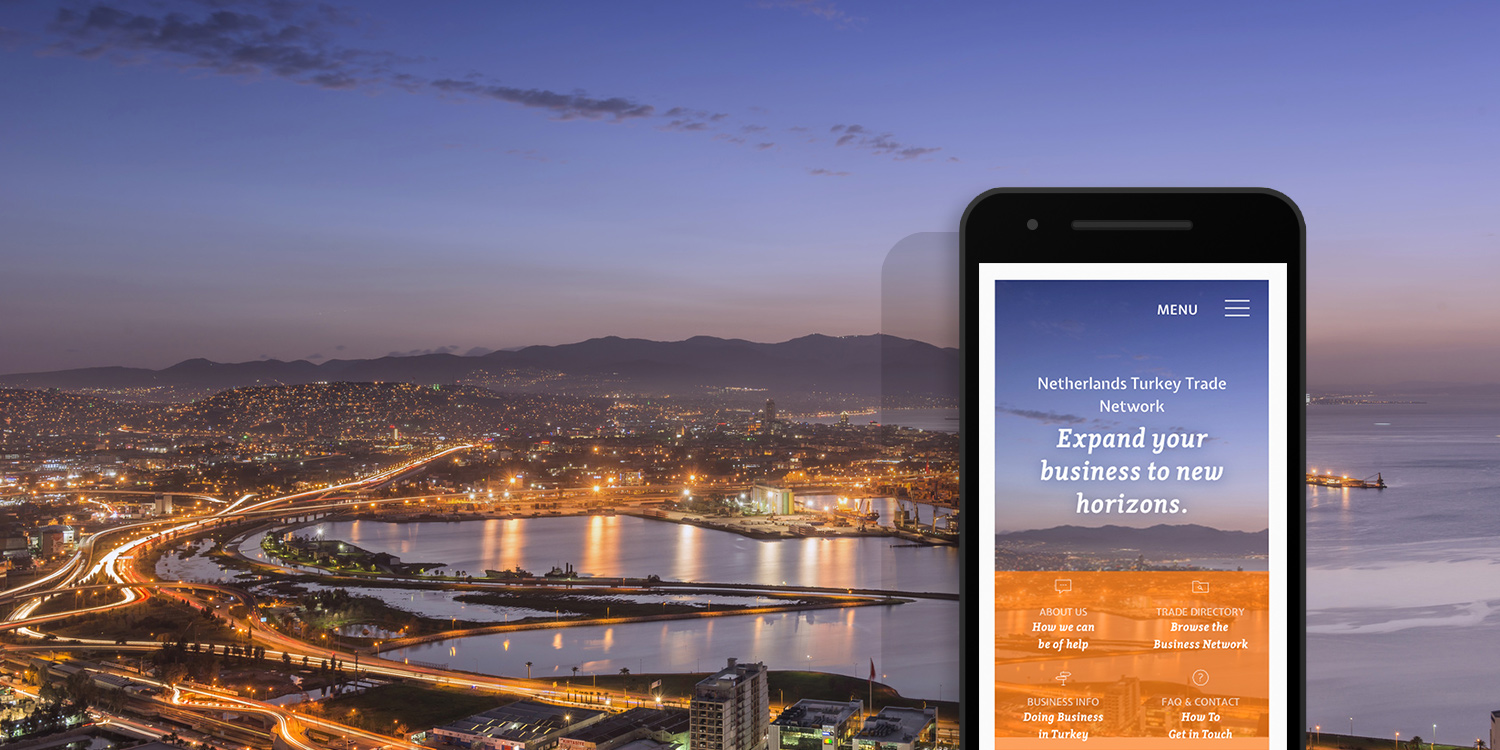 MENU
Netherlands Turkey Trade
Network
Expand your
business to new
horizons.
ABOUT US
How we can
be of help
TRADE DIRECTORY
Browse the
Business Network
BUSINESS INFO
Doing Business
in Turkey
FAQ & CONTACT
How To
Get in Touch